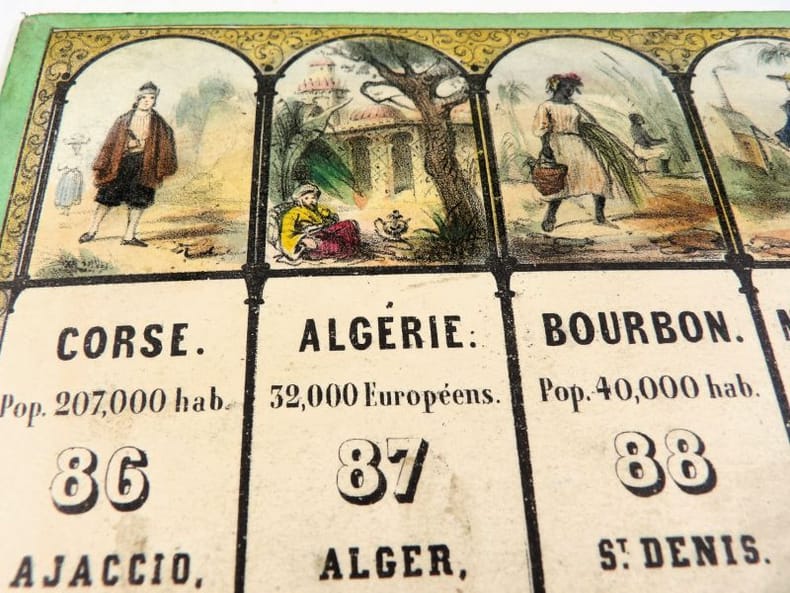 CORSE.
Pop. 207,000 hab.
86
AJACCIO,
ALGÉRIE.
32,000 Européens.
87
ALGER,
BOURBON.
Pop. 40,000 hab.
88
ST. DENIS.